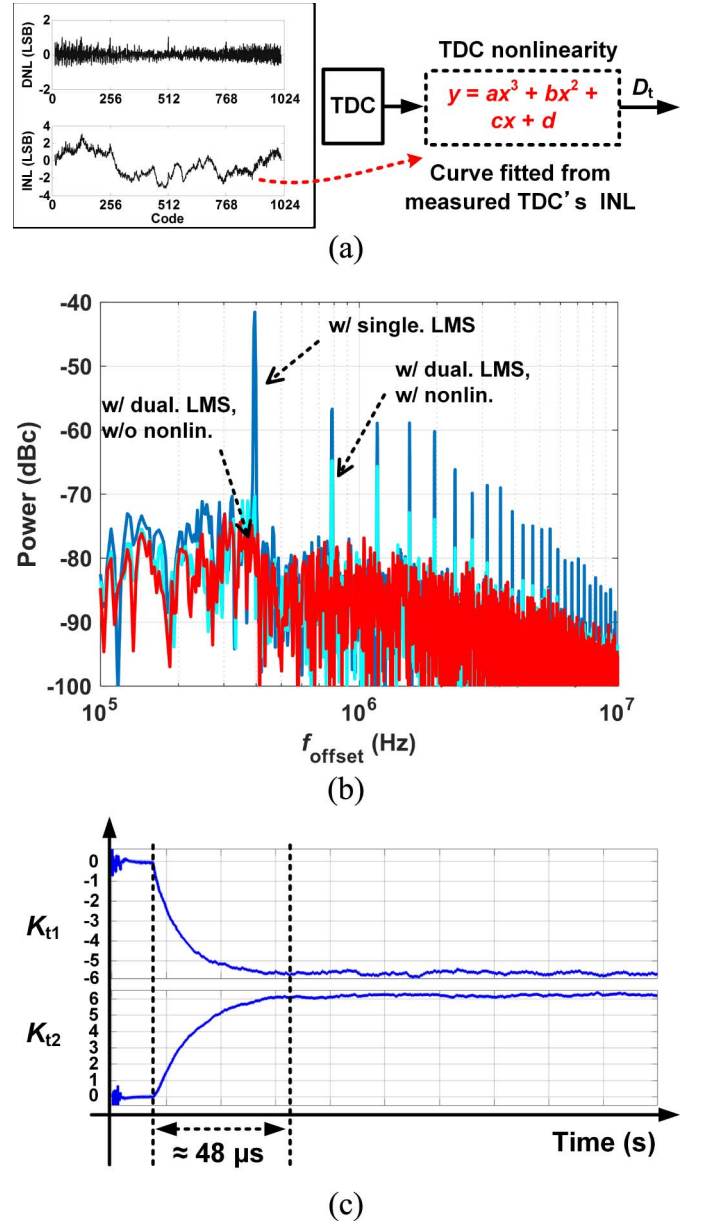 DNL (LSB)
2
0
-2
0
256
512
768
1024
INL (LSB)
4
2
0
-2
-4
0
256
512
768
1024
Code
TDC
TDC nonlinearity
y = ax³ + bx² +
cx + d
Dt
Curve fitted from
measured TDC's INL
(a)
Power (dBc)
-40
-50
-60
-70
-80
-90
-100
w/ single. LMS
w/ dual. LMS,
w/ nonlin.
w/ dual. LMS,
w/o nonlin.
10⁵
10⁶
10⁷
foffset (Hz)
(b)
Kt1
0
-1
-2
-3
-4
-5
-6
Kt2
6
5
4
3
2
1
0
Time (s)
≈ 48 µs
(c)